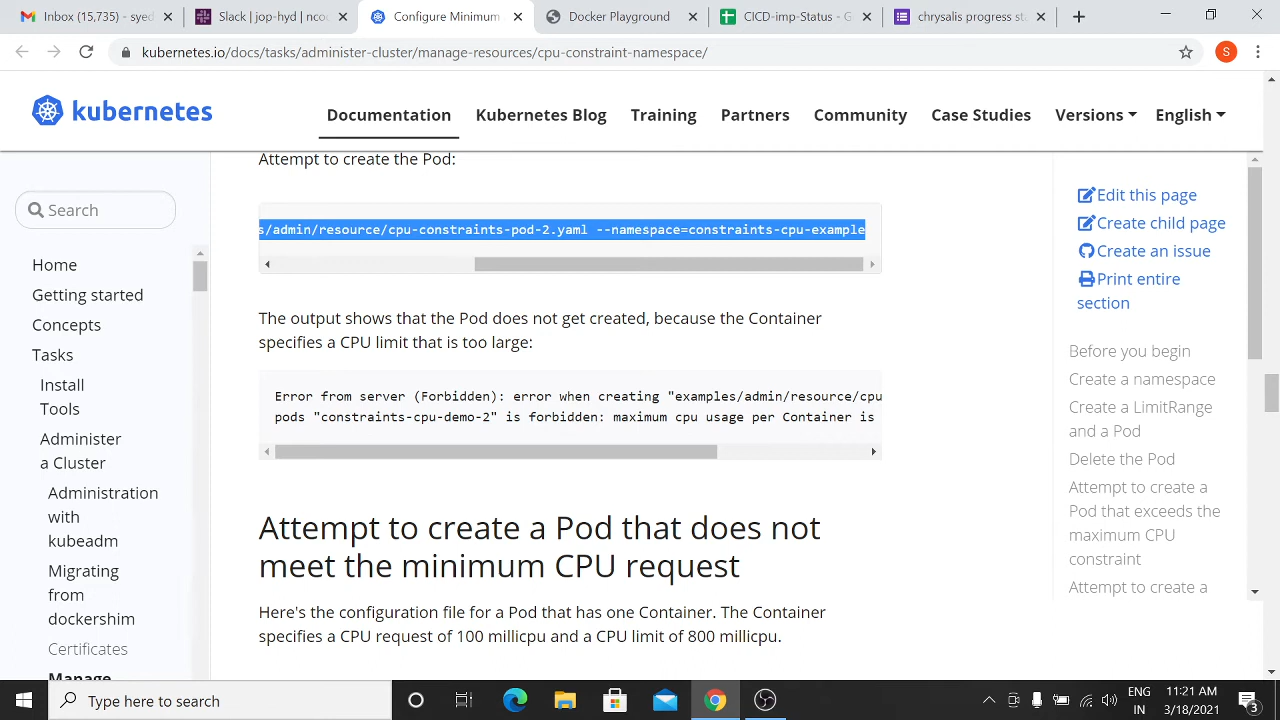 Inbox (15,735) - syed
Slack | jop-hyd | nco
Configure Minimum
Docker Playground
CICD-imp-Status - G
chrysalis progress st
kubernetes.io/docs/tasks/administer-cluster/manage-resources/cpu-constraint-namespace/
S
kubernetes
Documentation
Kubernetes Blog
Training
Partners
Community
Case Studies
Versions
English
Search
Home
Getting started
Concepts
Tasks
Install
Tools
Administer
a Cluster
Administration
with
kubeadm
Migrating
from
dockershim
Certificates
Manage
Attempt to create the Pod:
s/admin/resource/cpu-constraints-pod-2.yaml --namespace=constraints-cpu-example
The output shows that the Pod does not get created, because the Container
specifies a CPU limit that is too large:
Error from server (Forbidden): error when creating "examples/admin/resource/cpu
pods "constraints-cpu-demo-2" is forbidden: maximum cpu usage per Container is
Attempt to create a Pod that does not
meet the minimum CPU request
Here's the configuration file for a Pod that has one Container. The Container
specifies a CPU request of 100 millicpu and a CPU limit of 800 millicpu.
Edit this page
Create child page
Create an issue
Print entire
section
Before you begin
Create a namespace
Create a LimitRange
and a Pod
Delete the Pod
Attempt to create a
Pod that exceeds the
maximum CPU
constraint
Attempt to create a
Type here to search
ENG
IN
11:21 AM
3/18/2021
3